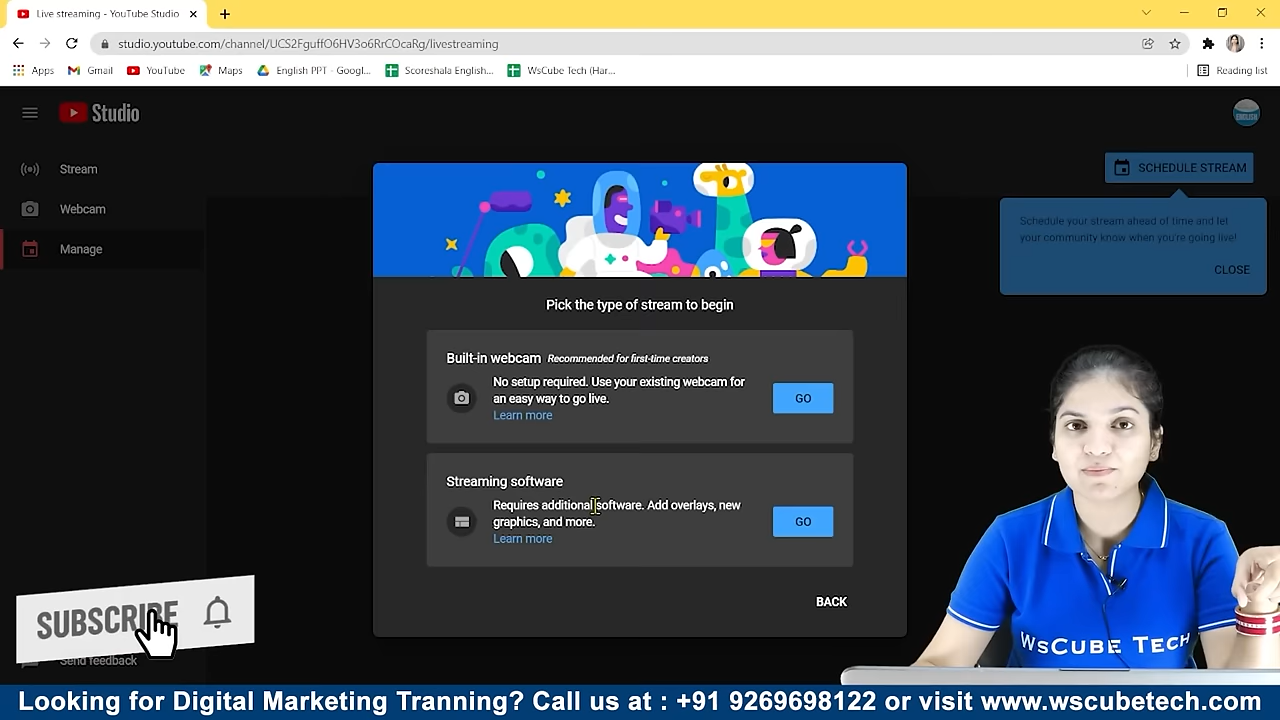 Live streaming - YouTube Studio
studio.youtube.com/channel/UCS2FguffO6HV3o6RrCOcaRg/livestreaming
Apps
Gmail
YouTube
Maps
English PPT - Googl...
Scoreshala English...
WsCube Tech (Har...
Reading list
Studio
ENGLISH
Stream
SCHEDULE STREAM
Webcam
Schedule your stream ahead of time and let
your community know when you're going live!
Manage
CLOSE
Pick the type of stream to begin
Built-in webcam Recommended for first-time creators
No setup required. Use your existing webcam for
an easy way to go live.
GO
Learn more
Streaming software
Requires additional software. Add overlays, new
graphics, and more.
GO
Learn more
BACK
SUBSCRIBE
Send feedback
WsCube Tech
Looking for Digital Marketing Tranning? Call us at : +91 9269698122 or visit www.wscubetech.com